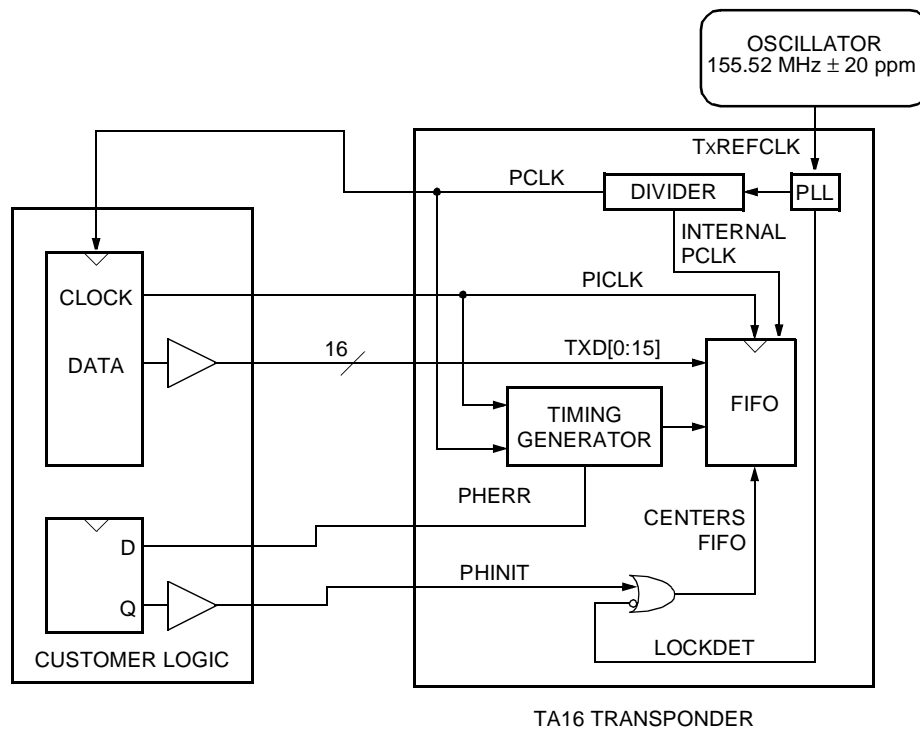 OSCILLATOR
155.52 MHz ± 20 ppm
TxREFCLK
PCLK
DIVIDER
PLL
INTERNAL
PCLK
CLOCK
PICLK
DATA
16
TXD[0:15]
FIFO
TIMING
GENERATOR
PHERR
CENTERS
FIFO
D
PHINIT
Q
LOCKDET
CUSTOMER LOGIC
TA16 TRANSPONDER